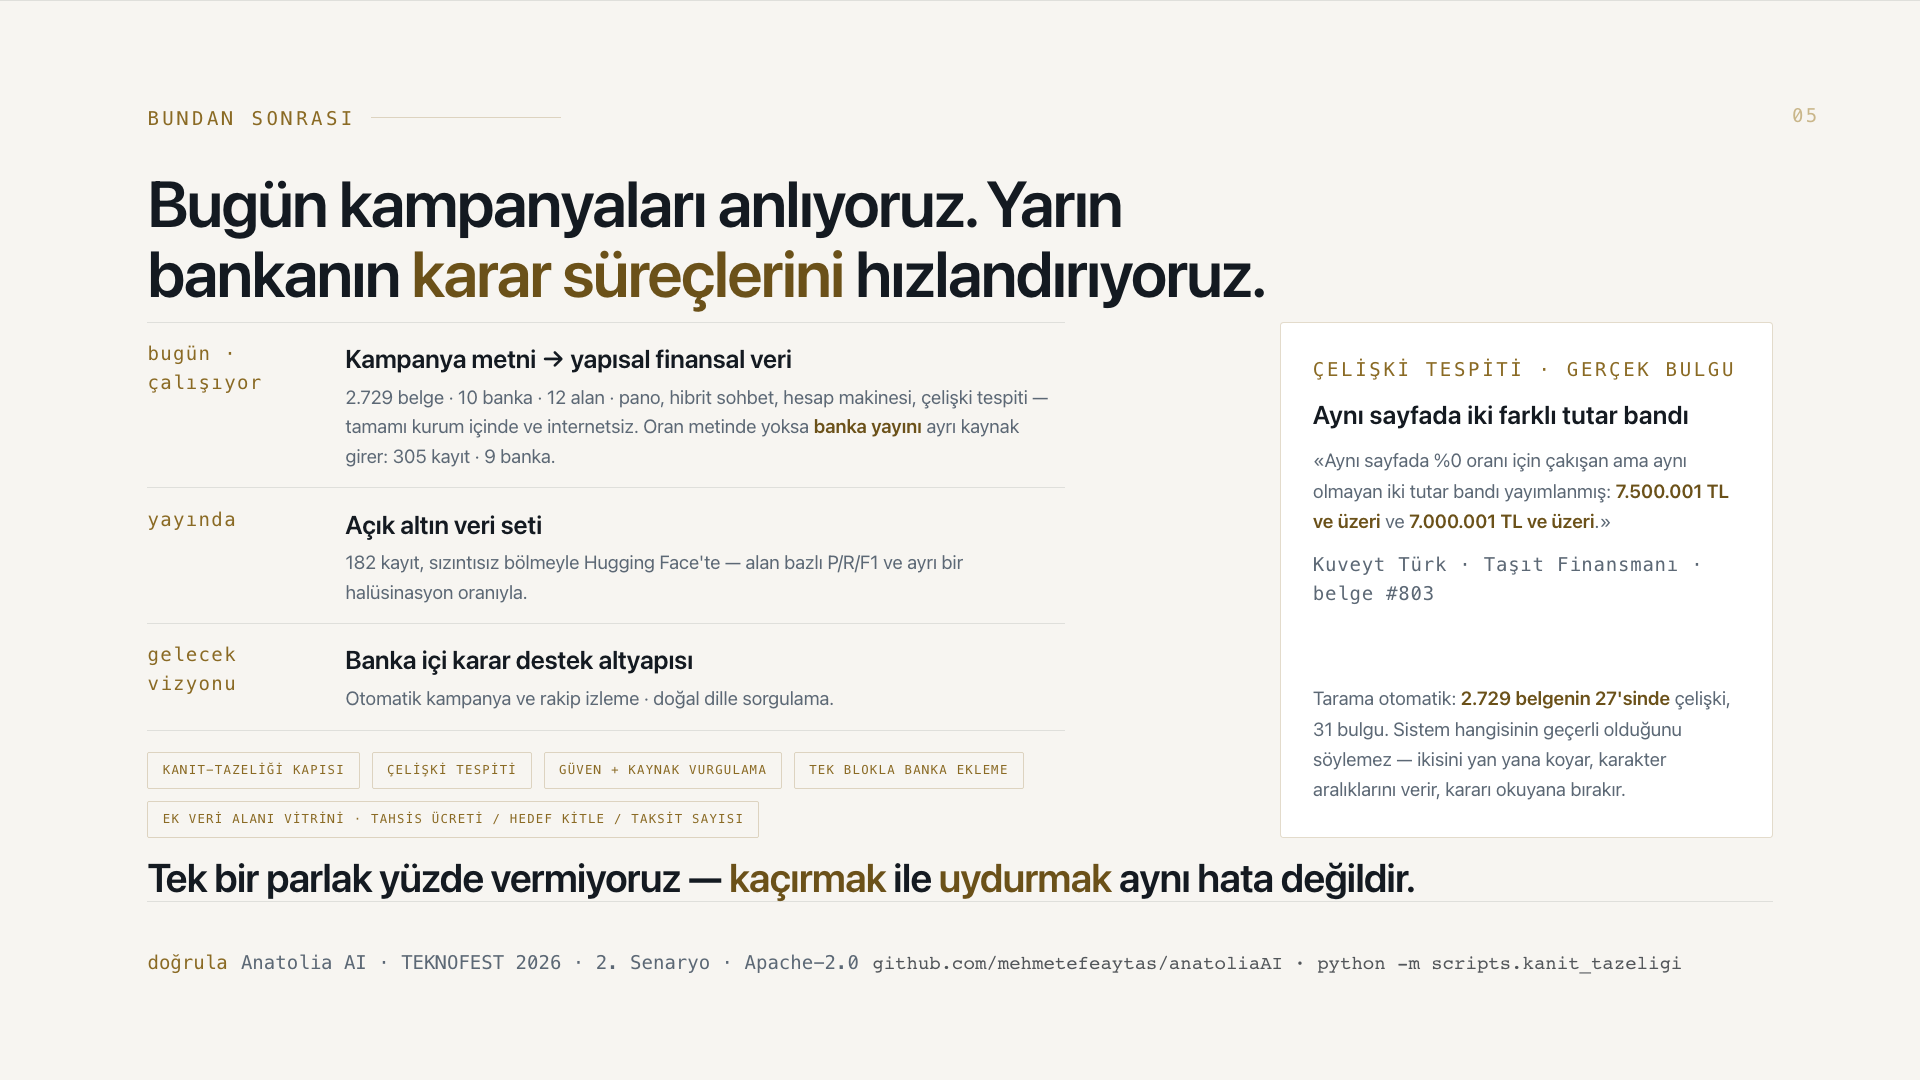 BUNDAN SONRASI
05
Bugün kampanyaları anlıyoruz. Yarın
bankanın karar süreçlerini hızlandırıyoruz.
bugün ·
çalışıyor
Kampanya metni → yapısal finansal veri
2.729 belge · 10 banka · 12 alan · pano, hibrit sohbet, hesap makinesi, çelişki tespiti —
tamamı kurum içinde ve internetsiz. Oran metinde yoksa banka yayını ayrı kaynak
girer: 305 kayıt · 9 banka.
yayında
Açık altın veri seti
182 kayıt, sızıntısız bölmeyle Hugging Face'te — alan bazlı P/R/F1 ve ayrı bir
halüsinasyon oranıyla.
gelecek
vizyonu
Banka içi karar destek altyapısı
Otomatik kampanya ve rakip izleme · doğal dille sorgulama.
KANIT-TAZELİĞİ KAPISI
ÇELİŞKİ TESPİTİ
GÜVEN + KAYNAK VURGULAMA
TEK BLOKLA BANKA EKLEME
EK VERİ ALANI VİTRİNİ · TAHSİS ÜCRETİ / HEDEF KİTLE / TAKSİT SAYISI
ÇELİŞKİ TESPİTİ · GERÇEK BULGU
Aynı sayfada iki farklı tutar bandı
«Aynı sayfada %0 oranı için çakışan ama aynı
olmayan iki tutar bandı yayımlanmış: 7.500.001 TL
ve üzeri ve 7.000.001 TL ve üzeri.»
Kuveyt Türk · Taşıt Finansmanı ·
belge #803
Tarama otomatik: 2.729 belgenin 27'sinde çelişki,
31 bulgu. Sistem hangisinin geçerli olduğunu
söylemez — ikisini yan yana koyar, karakter
aralıklarını verir, kararı okuyana bırakır.
Tek bir parlak yüzde vermiyoruz — kaçırmak ile uydurmak aynı hata değildir.
doğrula Anatolia AI · TEKNOFEST 2026 · 2. Senaryo · Apache-2.0 github.com/mehmetefeaytas/anatoliaAI · python -m scripts.kanit_tazeligi